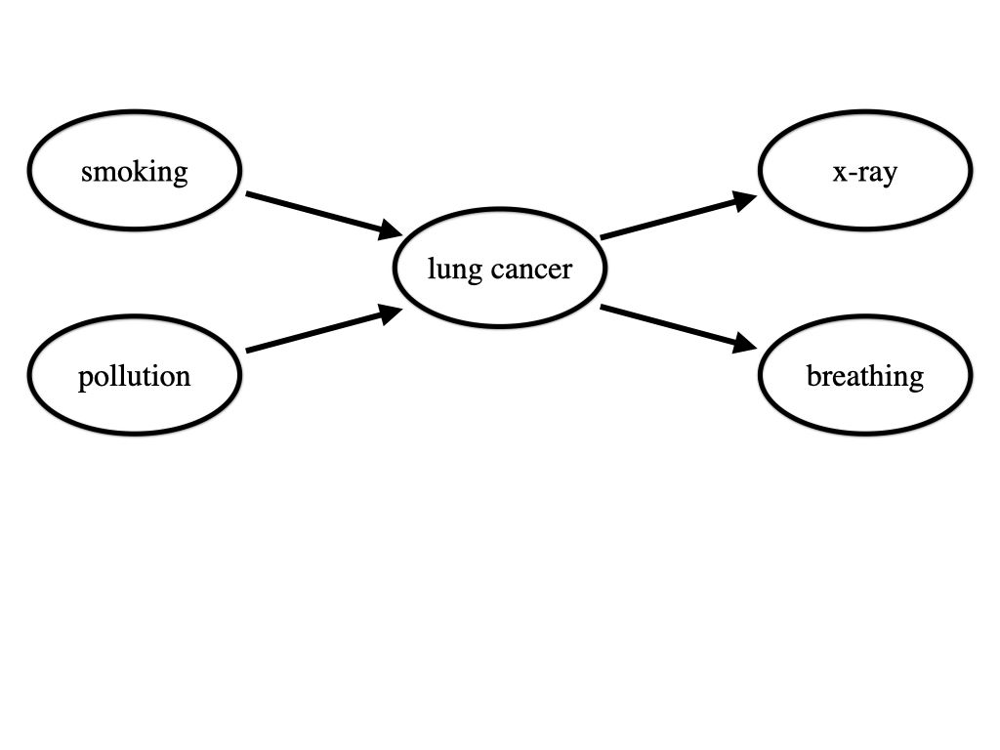 smoking
x-ray
lung cancer
pollution
breathing